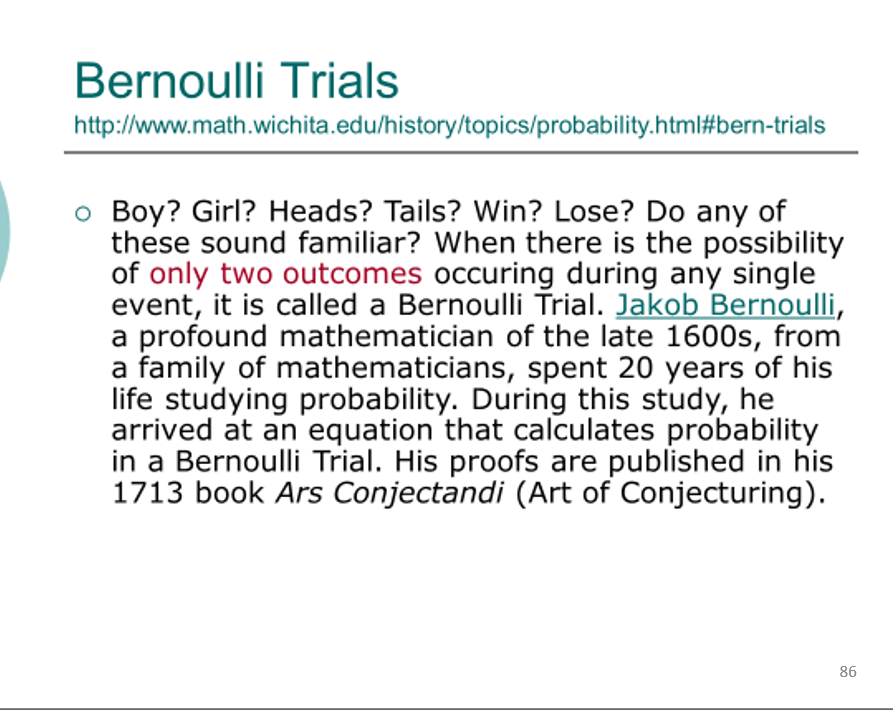 Bernoulli Trials
http://www.math.wichita.edu/history/topics/probability.html#bern-trials
Boy? Girl? Heads? Tails? Win? Lose? Do any of
these sound familiar? When there is the possibility
of only two outcomes occuring during any single
event, it is called a Bernoulli Trial. Jakob Bernoulli,
a profound mathematician of the late 1600s, from
a family of mathematicians, spent 20 years of his
life studying probability. During this study, he
arrived at an equation that calculates probability
in a Bernoulli Trial. His proofs are published in his
1713 book Ars Conjectandi (Art of Conjecturing).
86